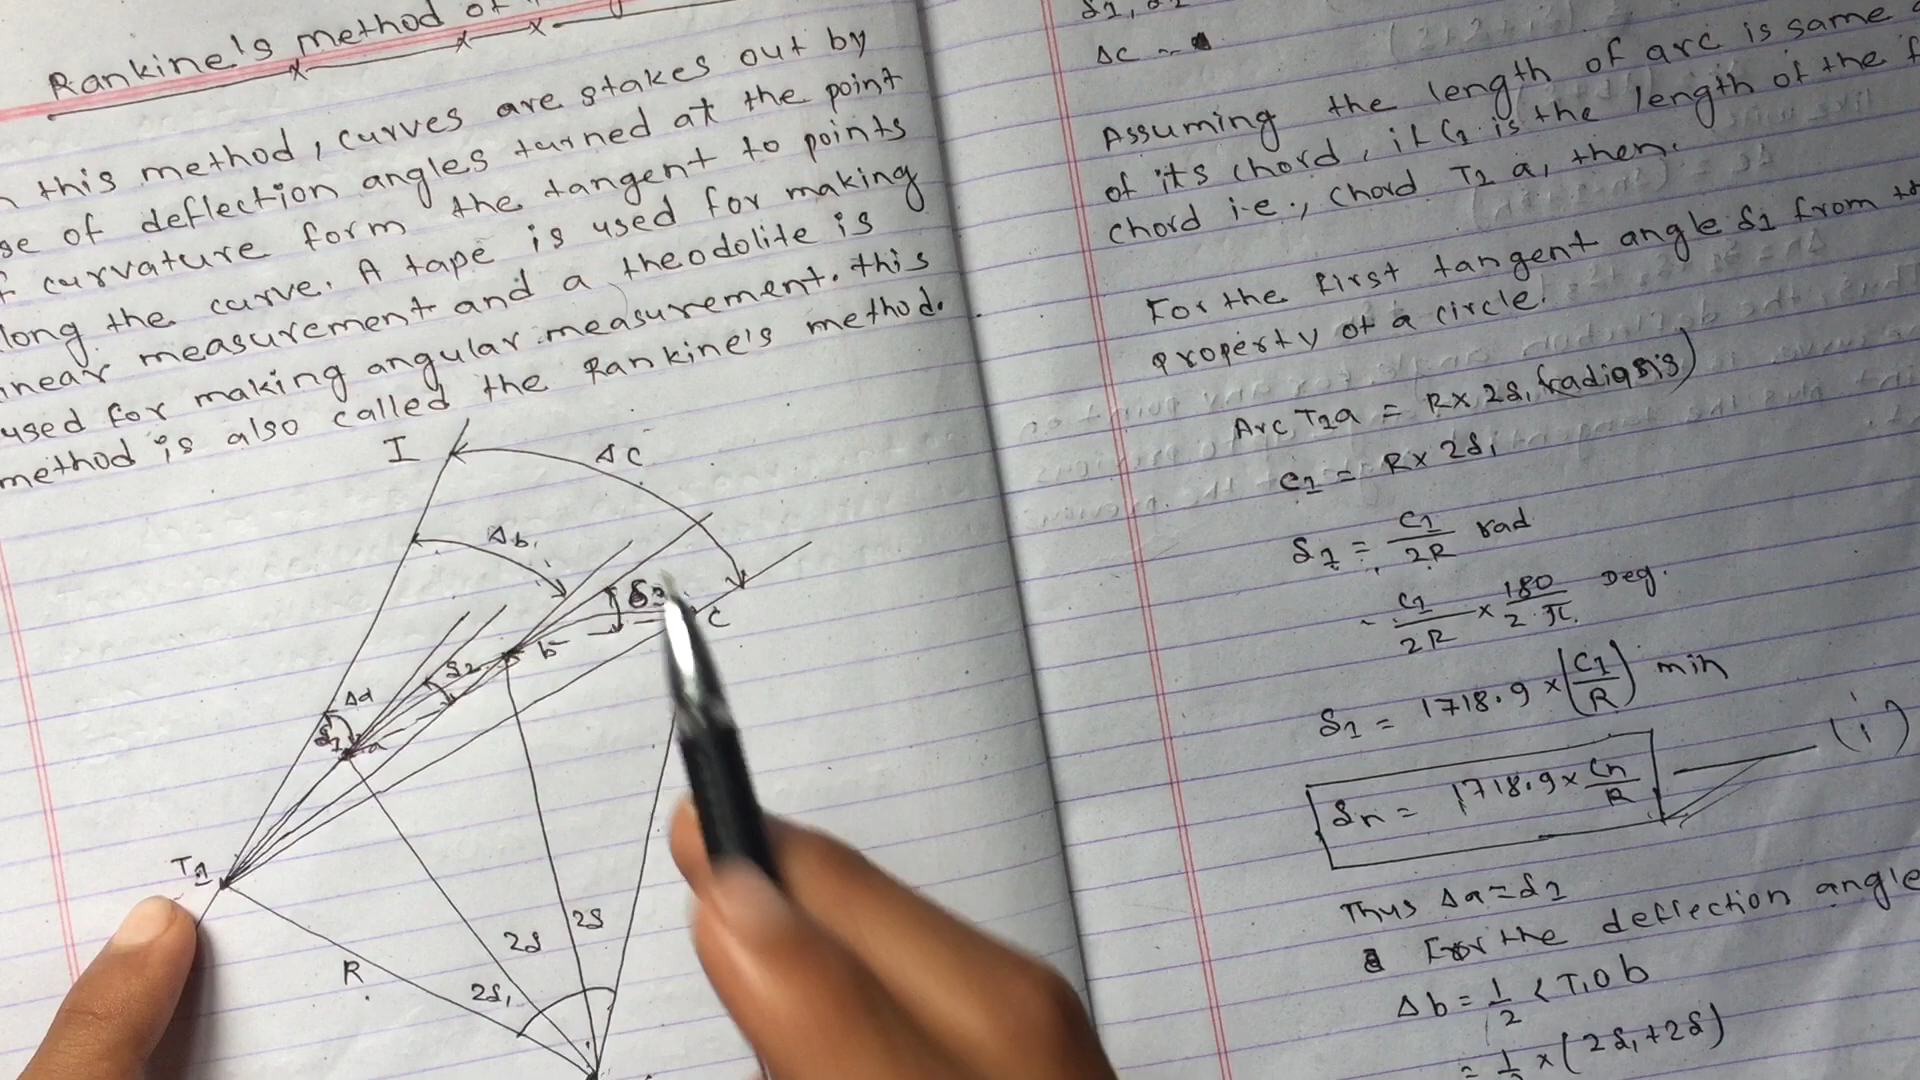 Rankine's method of
this method, curves are stakes out by
of deflection angles turned at the point
curvature form the tangent to points
long the curve. A tape is used for making
inear measurement and a theodolite is
used for making angular measurement. this
method is also called the Rankine's method.
I
Δc
Δb
δ2
c
b
Δa
δ1
a
T1
R
2δ1
2δ
2δ
Δc
Assuming the length of arc is same
of its chord, if C1 is the length of the
chord i.e., chord T1 a, then.
For the first tangent angle δ1 from
property of a circle.
Arc T1a = R × 2δ1 (radians)
C1 = R × 2δ1
δ1 = C1/2R rad
= C1/2R × 180/2·π Deg.
δ1 = 1718.9 × (C1/R) min
δn = 1718.9 × Cn/R (i)
Thus Δa = δ1
For the deflection angle
Δb = 1/2 < T1Ob
= 1/2 × (2δ1+2δ)